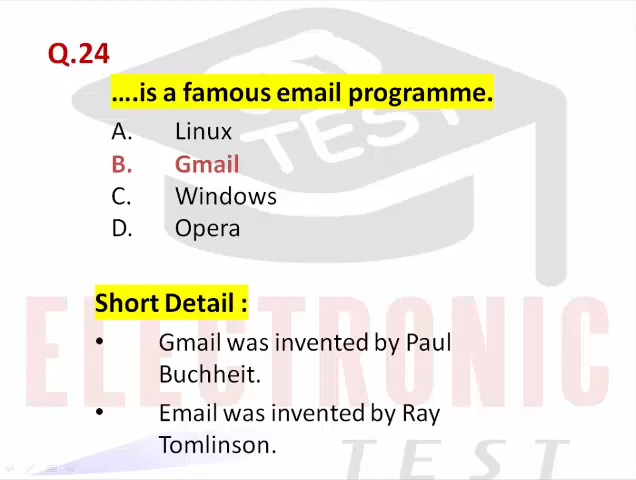 Q.24
....is a famous email programme.
A. Linux
B. Gmail
C. Windows
D. Opera
Short Detail :
• Gmail was invented by Paul
Buchheit.
• Email was invented by Ray
Tomlinson.
TEST
ELECTRONIC
TEST